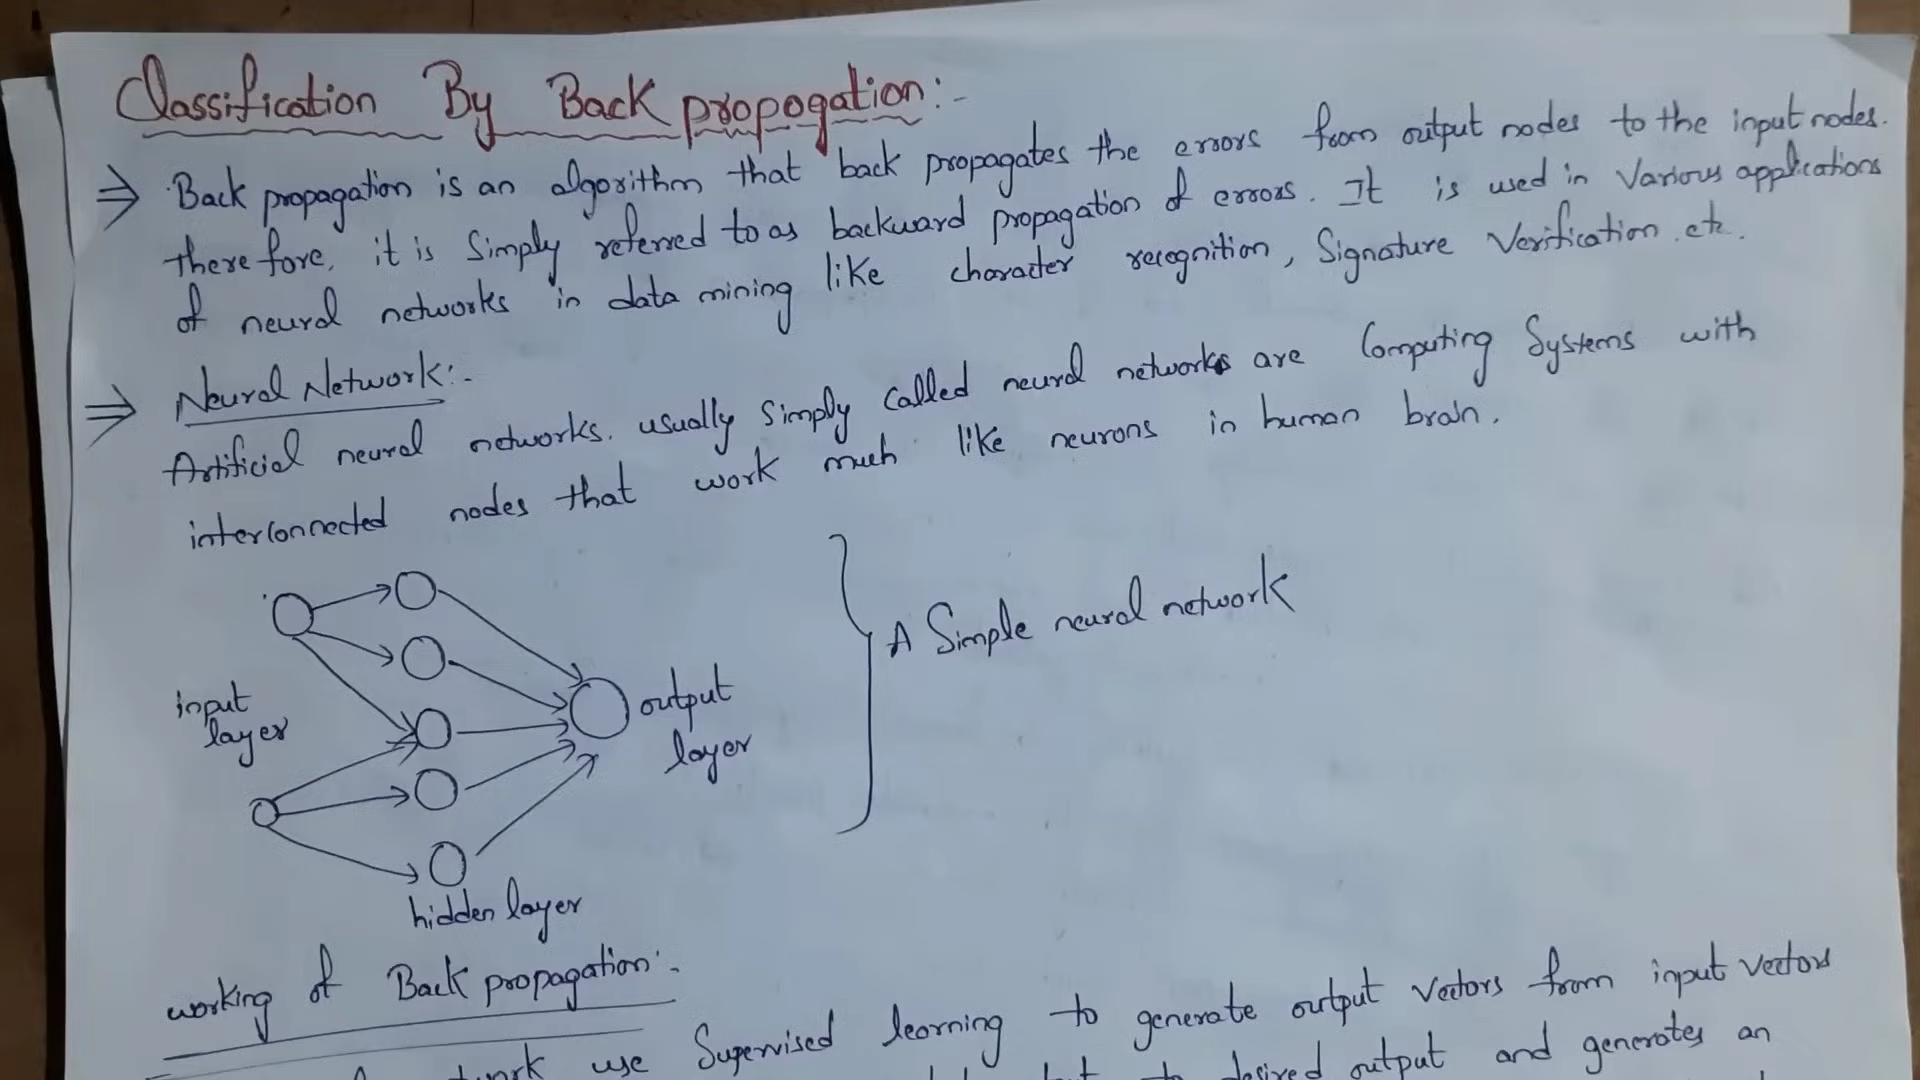 Classification By Back propogation:-
⇒ Back propagation is an algorithm that back propagates the errors from output nodes to the input nodes.
there fore, it is Simply referred to as backward propagation of errors. It is used in Various applications
of neural networks in data mining like character recognition, Signature Verification etc.
⇒ Neural Network:-
Artificial neural networks. usually simply called neural networks are Computing Systems with
interconnected nodes that work much like neurons in human brain.
A Simple neural network
input
layer
output
layer
hidden layer
working of Back propagation:-
use Supervised learning to generate output vectors from input vectors
desired output and generates an